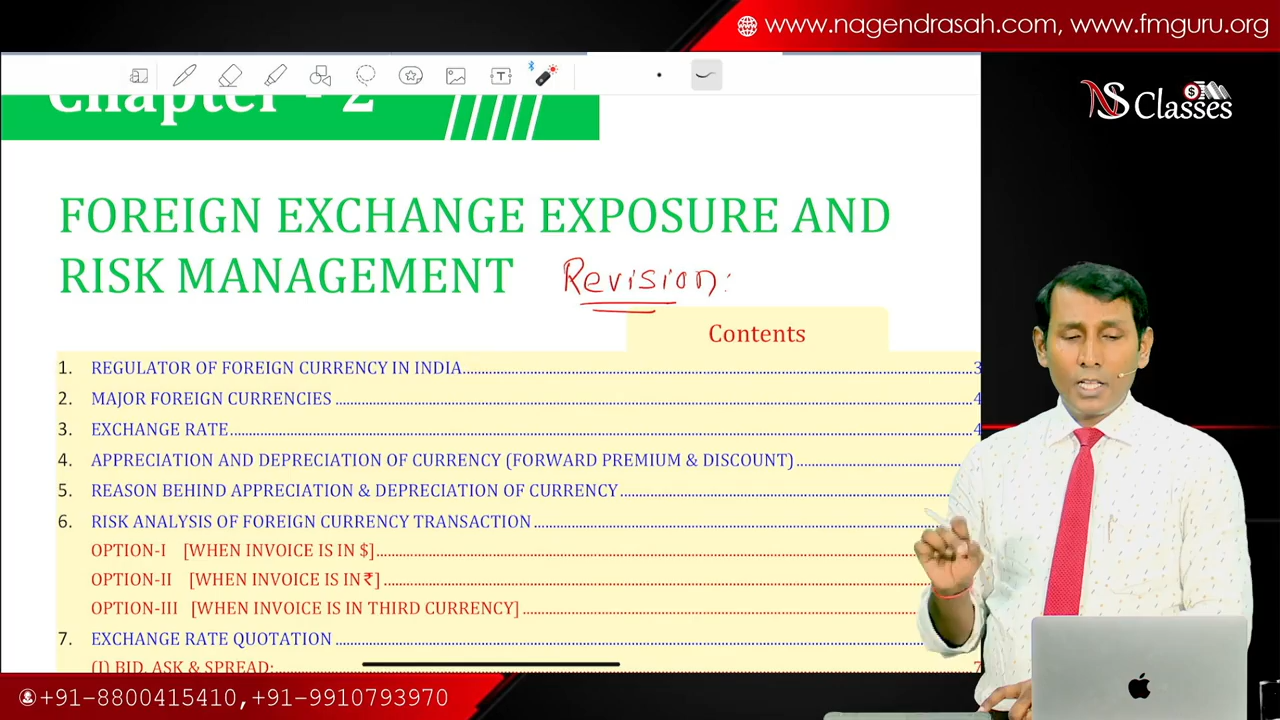 www.nagendrasah.com, www.fmguru.org
NS Classes
Chapter - 2
FOREIGN EXCHANGE EXPOSURE AND
RISK MANAGEMENT Revision:
Contents
1. REGULATOR OF FOREIGN CURRENCY IN INDIA 3
2. MAJOR FOREIGN CURRENCIES 4
3. EXCHANGE RATE 4
4. APPRECIATION AND DEPRECIATION OF CURRENCY (FORWARD PREMIUM & DISCOUNT)
5. REASON BEHIND APPRECIATION & DEPRECIATION OF CURRENCY
6. RISK ANALYSIS OF FOREIGN CURRENCY TRANSACTION
OPTION-I [WHEN INVOICE IS IN $]
OPTION-II [WHEN INVOICE IS IN ₹]
OPTION-III [WHEN INVOICE IS IN THIRD CURRENCY]
7. EXCHANGE RATE QUOTATION
(I) BID, ASK & SPREAD: 7
+91-8800415410,+91-9910793970